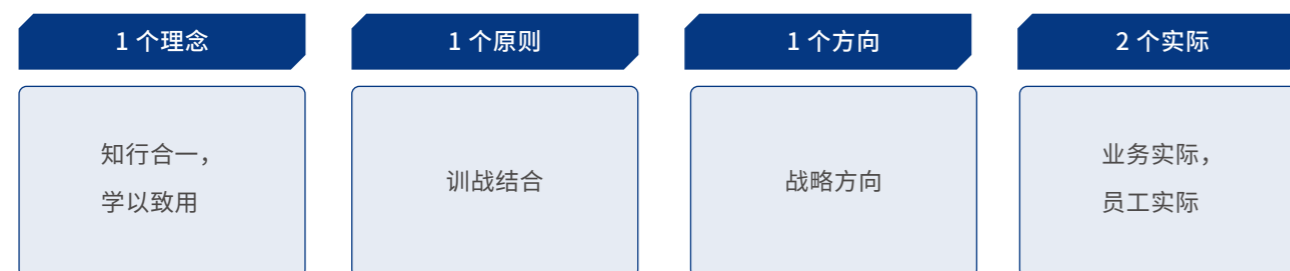 1 个理念
知行合一，
学以致用
1 个原则
训战结合
1 个方向
战略方向
2 个实际
业务实际，
员工实际